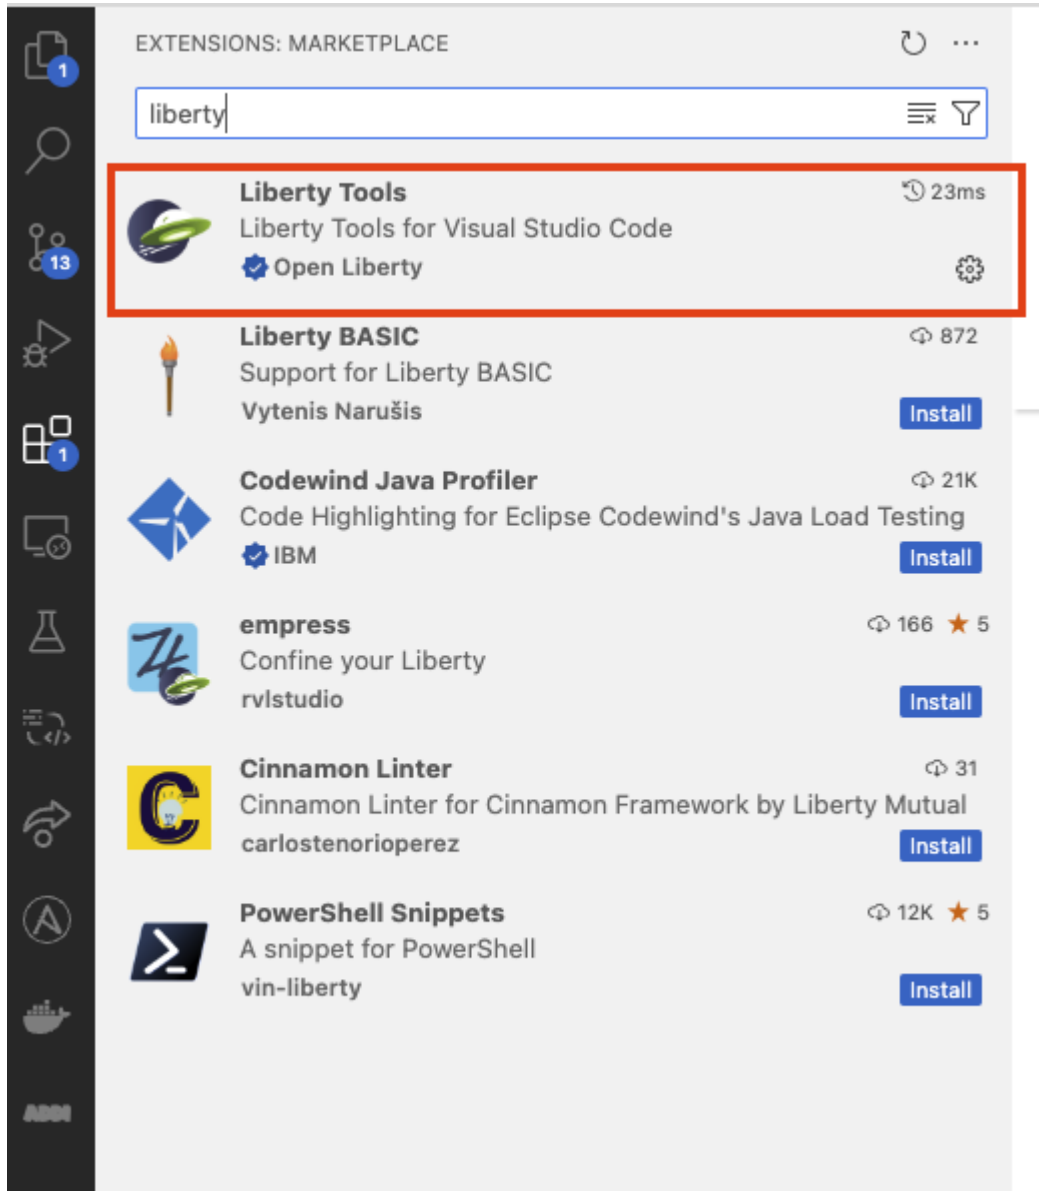 EXTENSIONS: MARKETPLACE
1
liberty
Liberty Tools 23ms
Liberty Tools for Visual Studio Code
Open Liberty
13
Liberty BASIC 872
Support for Liberty BASIC
Vytenis Narušis Install
1
Codewind Java Profiler 21K
Code Highlighting for Eclipse Codewind's Java Load Testing
IBM Install
empress 166 5
Confine your Liberty
rvlstudio Install
Cinnamon Linter 31
Cinnamon Linter for Cinnamon Framework by Liberty Mutual
carlostenorioperez Install
PowerShell Snippets 12K 5
A snippet for PowerShell
vin-liberty Install